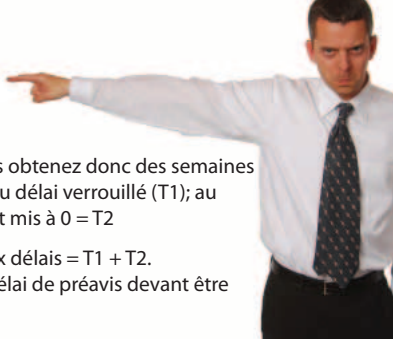 s obtenez donc des semaines
u délai verrouillé (T1); au
t mis à 0 = T2
x délais = T1 + T2.
élai de préavis devant être